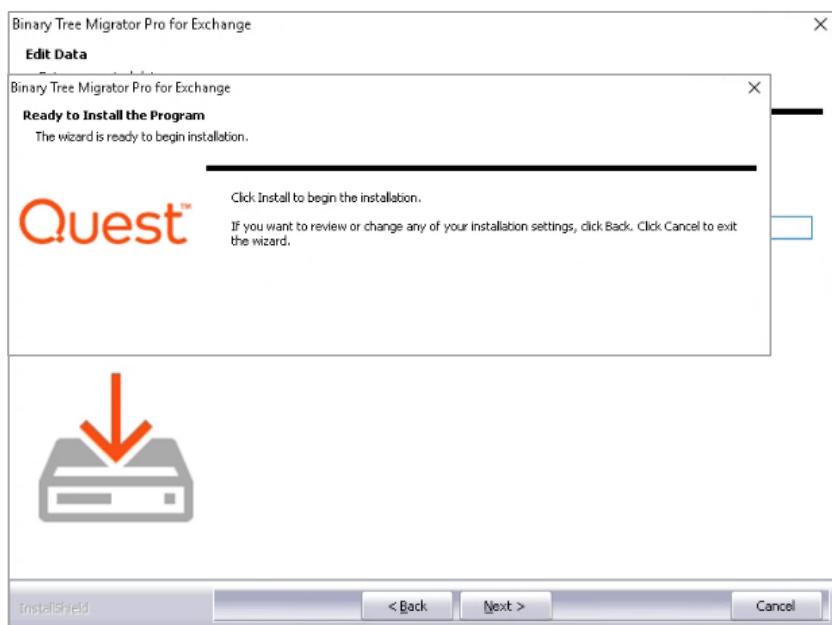 Binary Tree Migrator Pro for Exchange
Edit Data
Binary Tree Migrator Pro for Exchange
Ready to Install the Program
The wizard is ready to begin installation.
Quest™
Click Install to begin the installation.
If you want to review or change any of your installation settings, click Back. Click Cancel to exit
the wizard.
InstallShield
< Back
Next >
Cancel